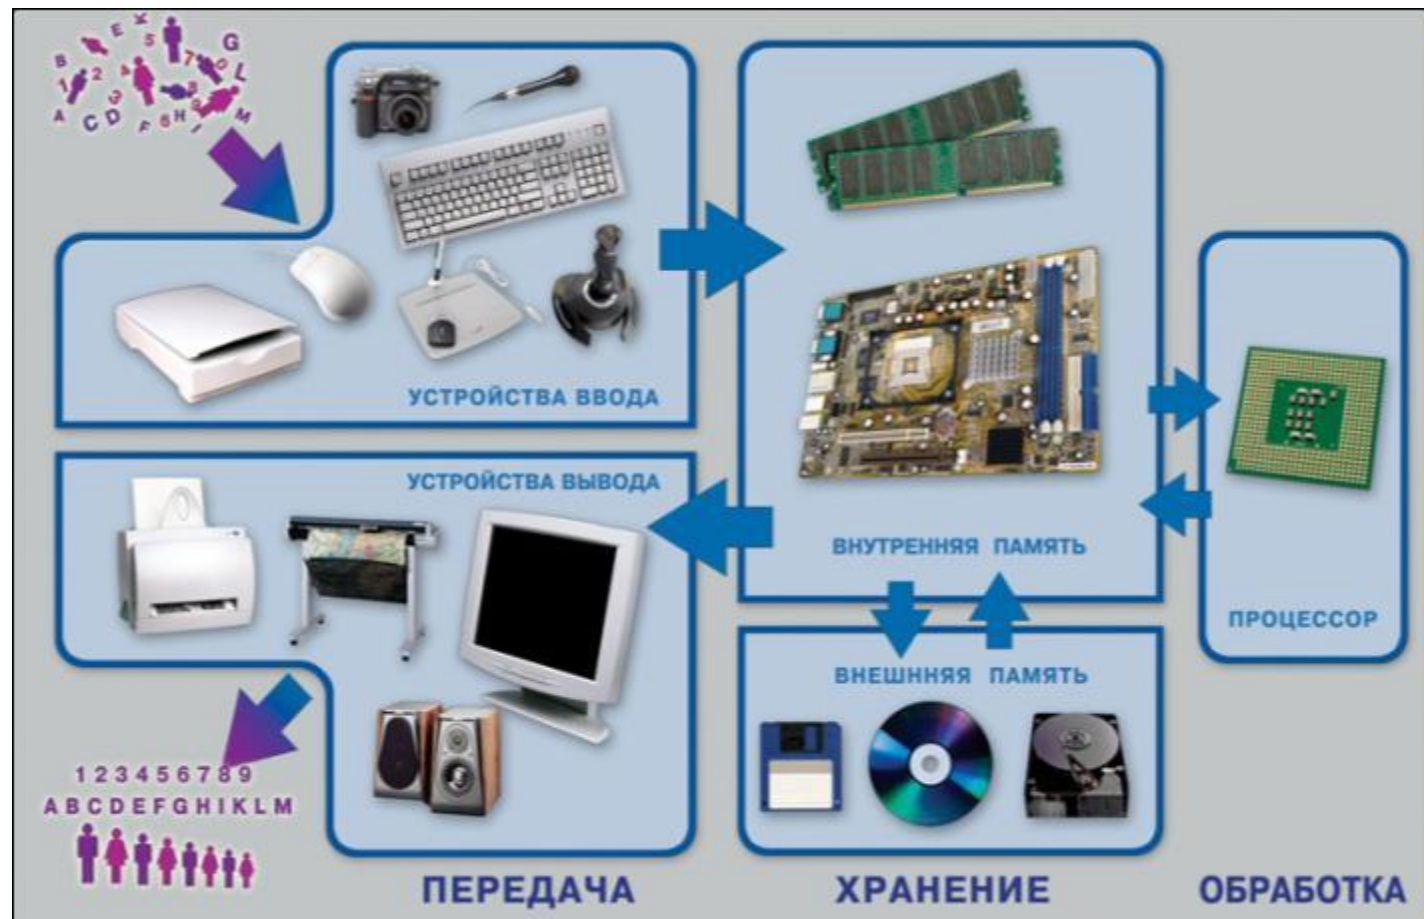 УСТРОЙСТВА ВВОДА
УСТРОЙСТВА ВЫВОДА
ВНУТРЕННЯЯ ПАМЯТЬ
ВНЕШННЯЯ ПАМЯТЬ
ПРОЦЕССОР
123456789
ABCDEFGHIKLM
ПЕРЕДАЧА
ХРАНЕНИЕ
ОБРАБОТКА